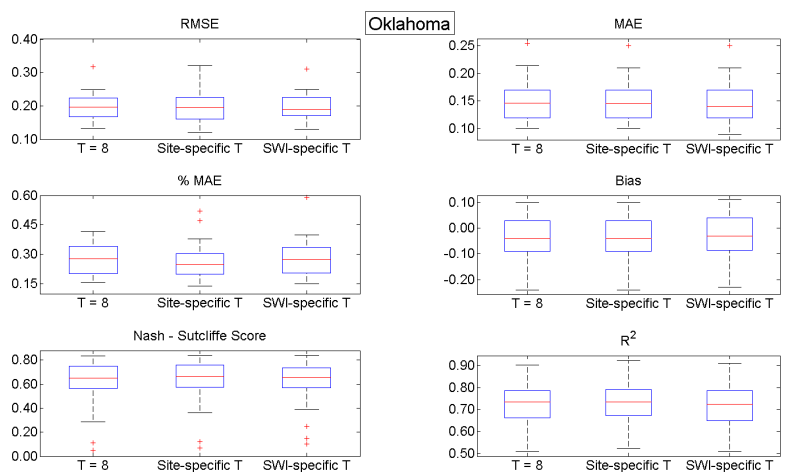 Oklahoma
RMSE
0.40
0.30
0.20
0.10
T = 8 Site-specific T SWI-specific T
MAE
0.25
0.20
0.15
0.10
T = 8 Site-specific T SWI-specific T
% MAE
0.60
0.45
0.30
0.15
T = 8 Site-specific T SWI-specific T
Bias
0.10
0.00
-0.10
-0.20
T = 8 Site-specific T SWI-specific T
Nash - Sutcliffe Score
0.80
0.60
0.40
0.20
0.00
T = 8 Site-specific T SWI-specific T
R²
0.90
0.80
0.70
0.60
0.50
T = 8 Site-specific T SWI-specific T